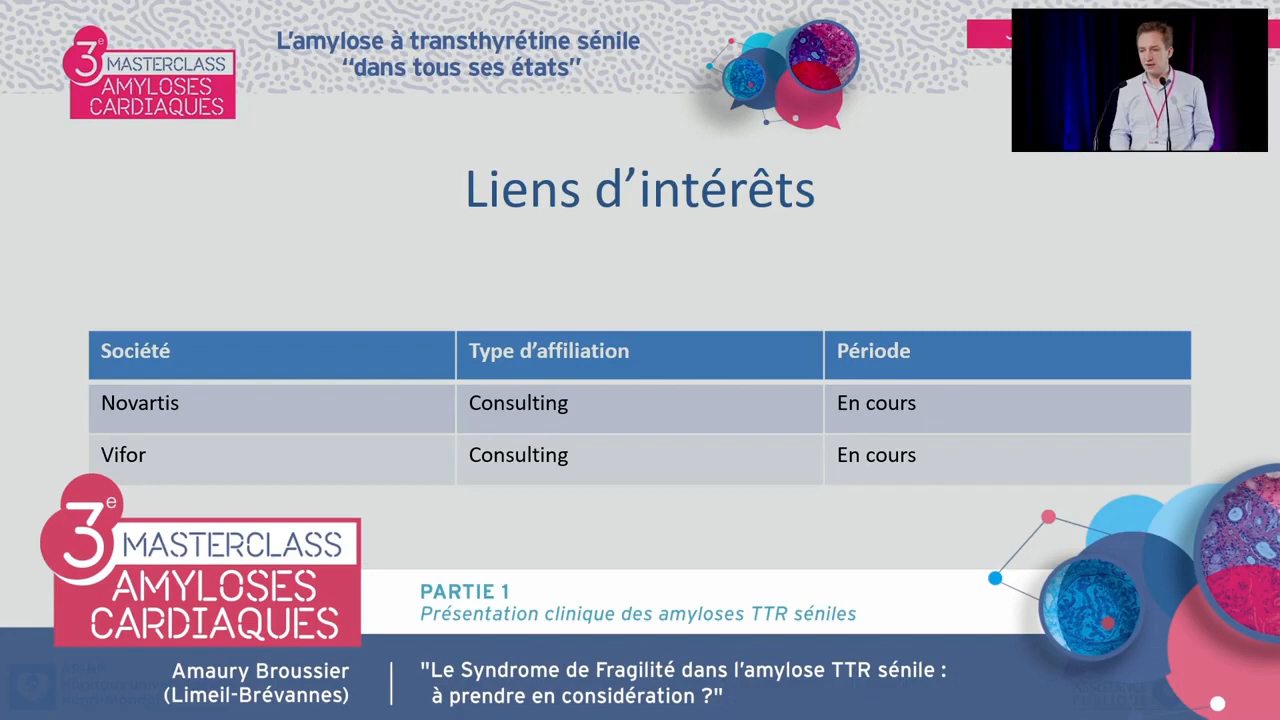 L'amylose à transthyrétine sénile
“dans tous ses états”
3e
MASTERCLASS
AMYLOSES
CARDIAQUES
Liens d’intérêts
Société Type d’affiliation Période
Novartis Consulting En cours
Vifor Consulting En cours
3e
MASTERCLASS
AMYLOSES
CARDIAQUES
PARTIE 1
Présentation clinique des amyloses TTR séniles
Amaury Broussier
(Limeil-Brévannes)
"Le Syndrome de Fragilité dans l'amylose TTR sénile :
à prendre en considération ?"